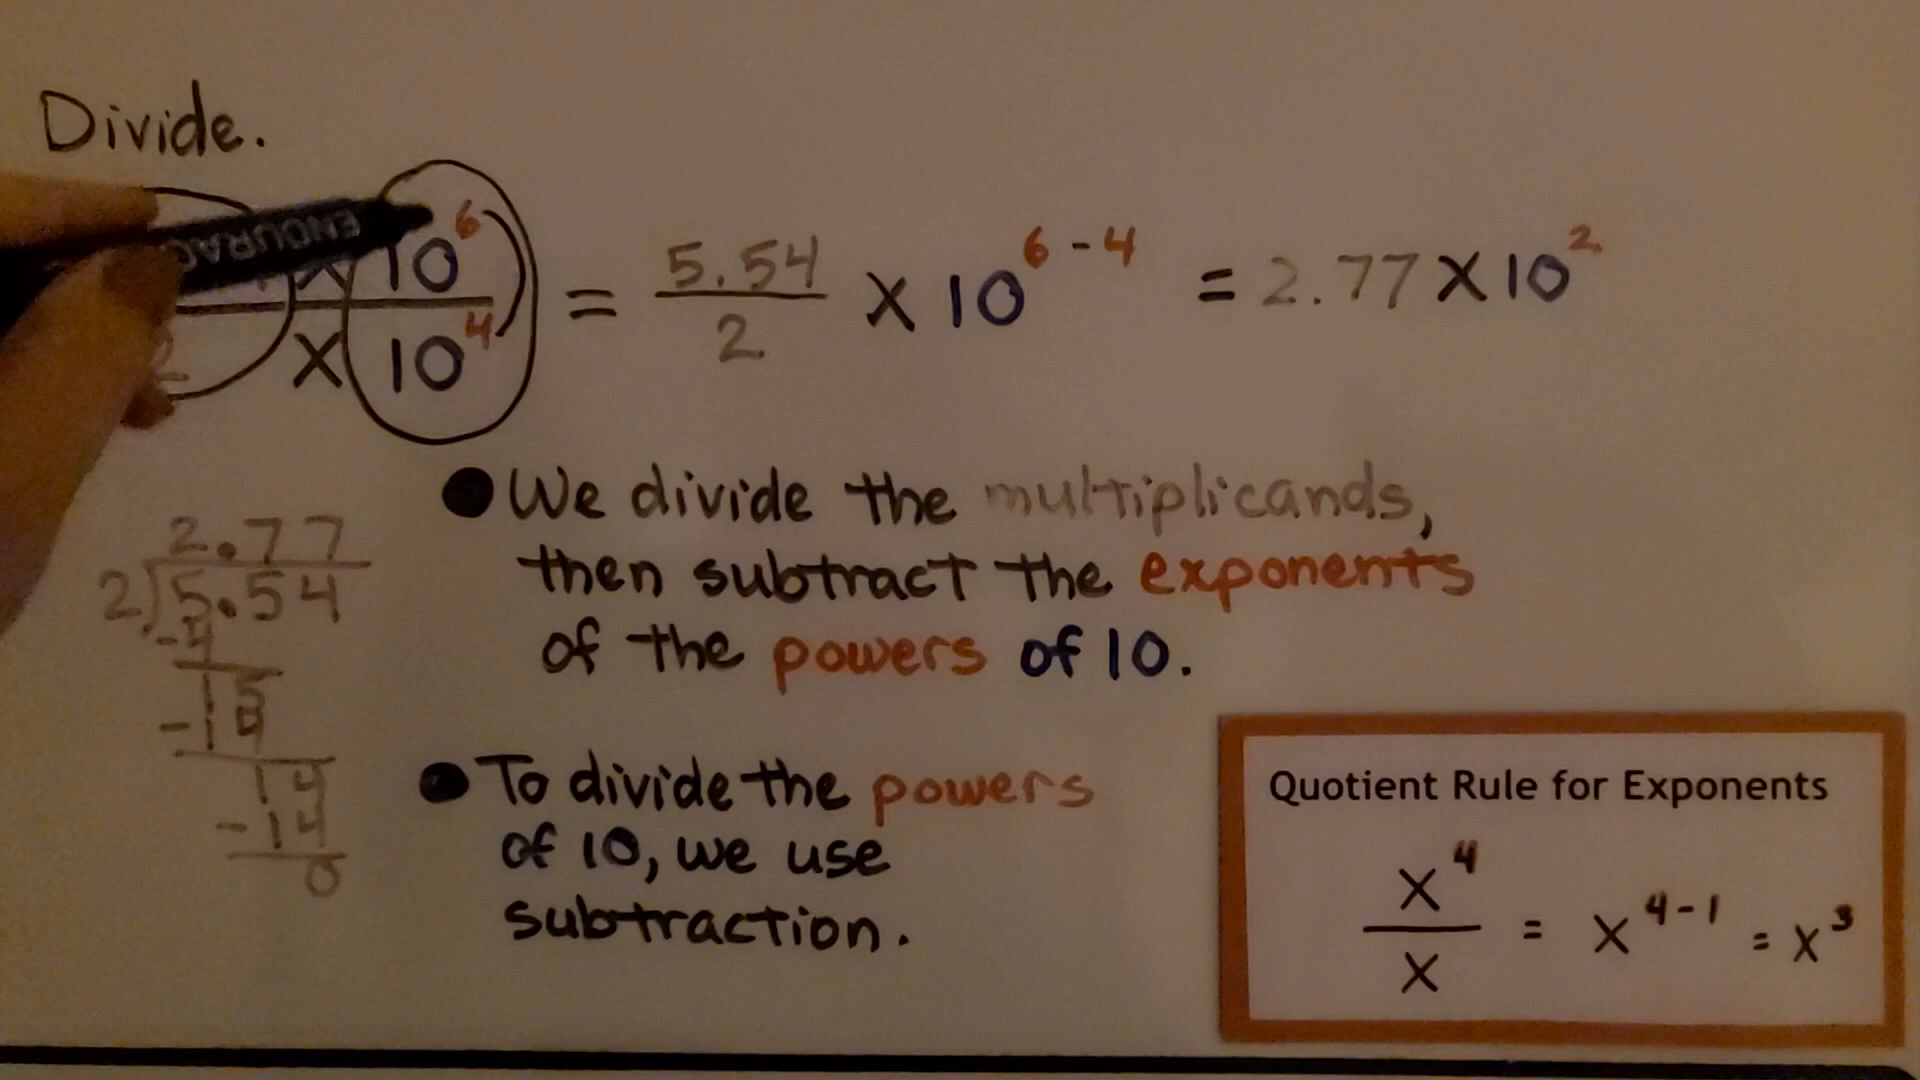 Divide.
x 10^6
x 10^4
= 5.54/2 x 10^(6-4) = 2.77 x 10^2
ENDURA
2.77
2)5.54
-4
15
-14
14
-14
0
● We divide the multiplicands,
then subtract the exponents
of the powers of 10.
● To divide the powers
of 10, we use
subtraction.
Quotient Rule for Exponents
x^4/x = x^(4-1) = x^3